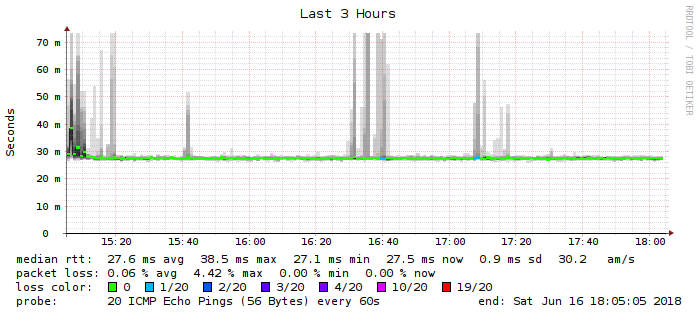 Last 3 Hours
RRDTOOL / TOBI OETIKER
Seconds
70 m
60 m
50 m
40 m
30 m
20 m
10 m
0
15:20 15:40 16:00 16:20 16:40 17:00 17:20 17:40 18:00
median rtt: 27.6 ms avg 38.5 ms max 27.1 ms min 27.5 ms now 0.9 ms sd 30.2 am/s
packet loss: 0.06 % avg 4.42 % max 0.00 % min 0.00 % now
loss color: 0 1/20 2/20 3/20 4/20 10/20 19/20
probe: 20 ICMP Echo Pings (56 Bytes) every 60s end: Sat Jun 16 18:05:05 2018